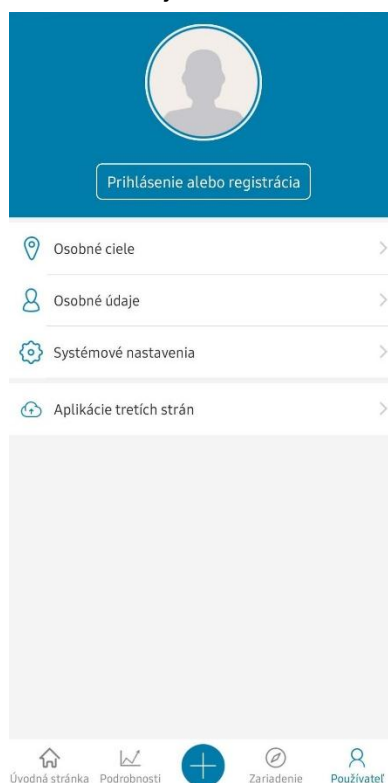 Prihlásenie alebo registrácia
Osobné ciele
Osobné údaje
Systémové nastavenia
Aplikácie tretích strán
Úvodná stránka Podrobnosti Zariadenie Používateľ